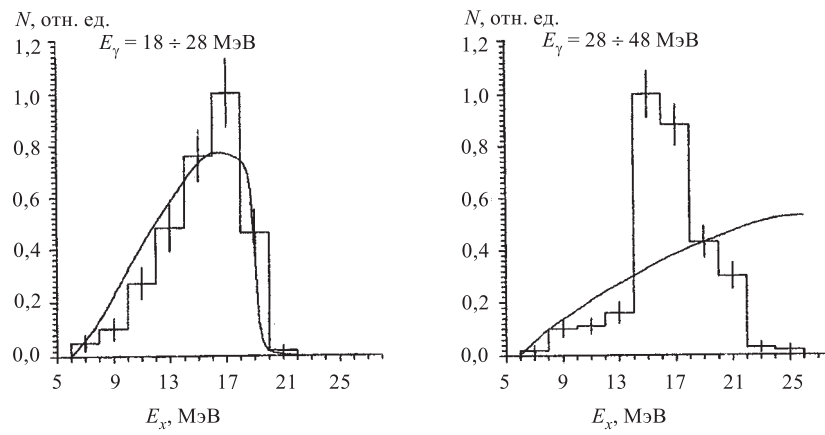 N, отн. ед.
E_γ = 18 ÷ 28 МэВ
1,2
1,0
0,8
0,6
0,4
0,2
0,0
5 9 13 17 21 25
E_x, МэВ
N, отн. ед.
E_γ = 28 ÷ 48 МэВ
1,2
1,0
0,8
0,6
0,4
0,2
0,0
5 9 13 17 21 25
E_x, МэВ